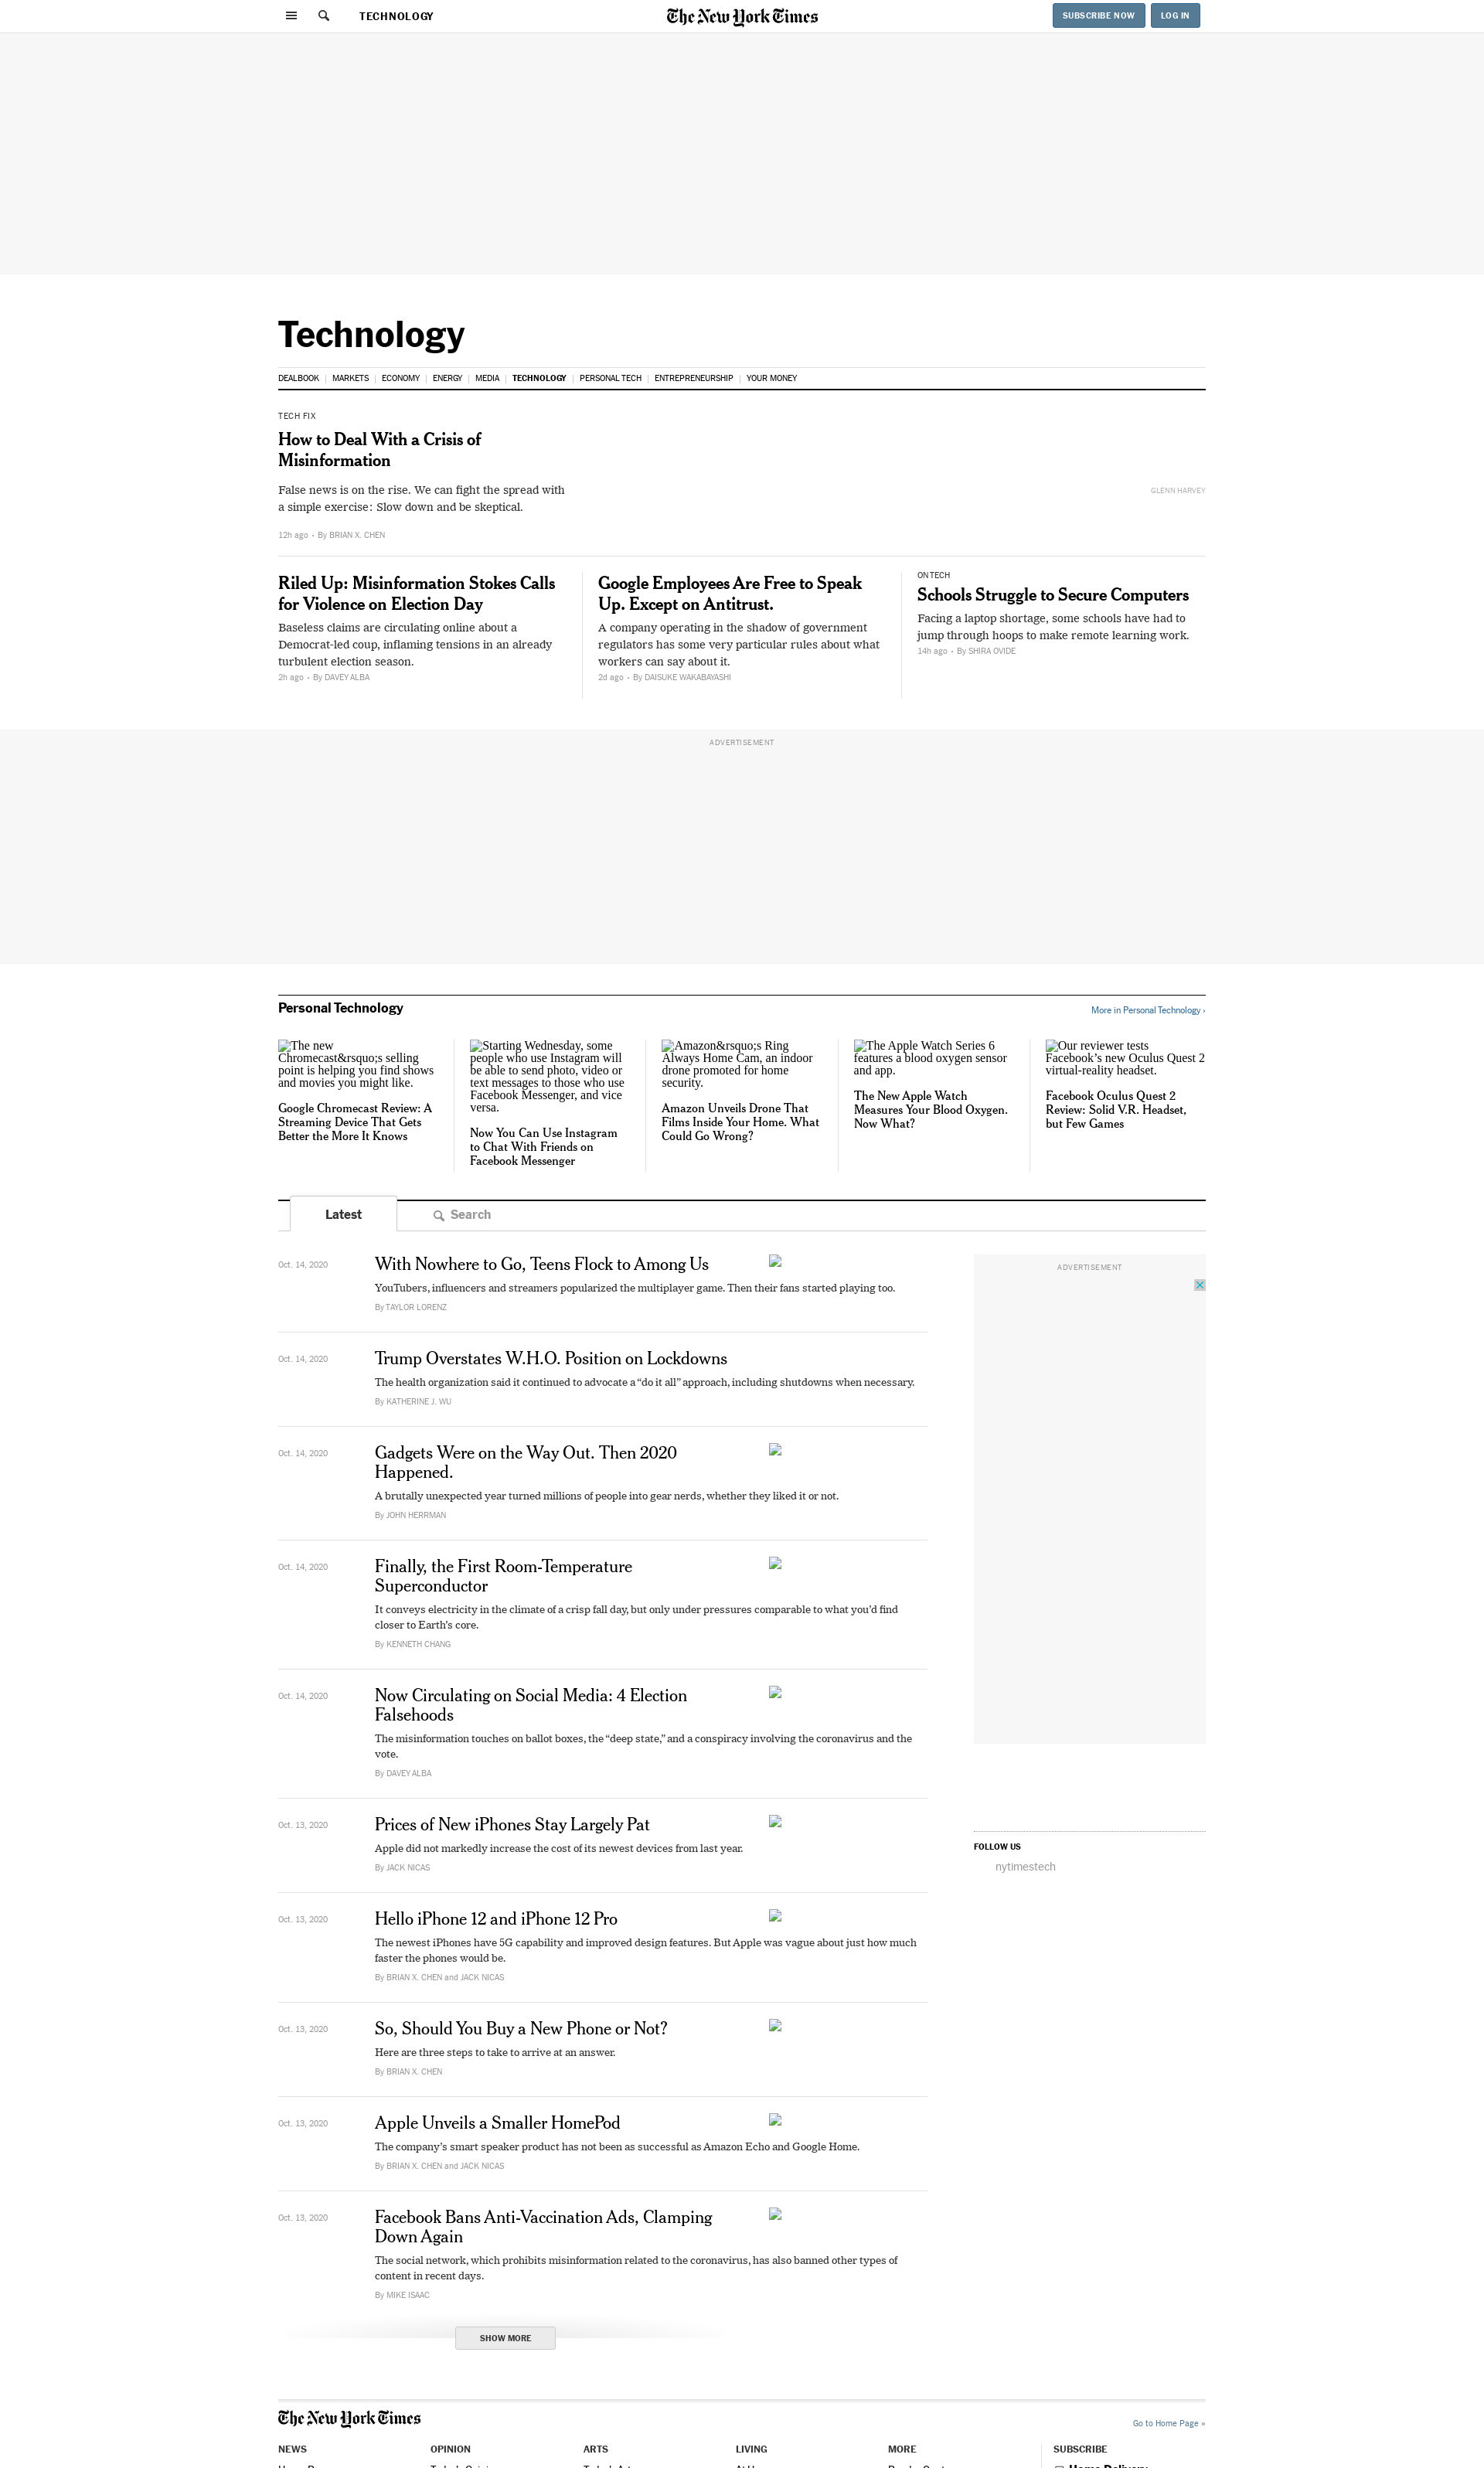 TECHNOLOGY
The New York Times
SUBSCRIBE NOW
LOG IN
Technology
DEALBOOK
MARKETS
ECONOMY
ENERGY
MEDIA
TECHNOLOGY
PERSONAL TECH
ENTREPRENEURSHIP
YOUR MONEY
TECH FIX
How to Deal With a Crisis of
Misinformation
False news is on the rise. We can fight the spread with
a simple exercise: Slow down and be skeptical.
12h ago • By BRIAN X. CHEN
GLENN HARVEY
Riled Up: Misinformation Stokes Calls
for Violence on Election Day
Baseless claims are circulating online about a
Democrat-led coup, inflaming tensions in an already
turbulent election season.
2h ago • By DAVEY ALBA
Google Employees Are Free to Speak
Up. Except on Antitrust.
A company operating in the shadow of government
regulators has some very particular rules about what
workers can say about it.
2d ago • By DAISUKE WAKABAYASHI
ON TECH
Schools Struggle to Secure Computers
Facing a laptop shortage, some schools have had to
jump through hoops to make remote learning work.
14h ago • By SHIRA OVIDE
ADVERTISEMENT
Personal Technology
More in Personal Technology ›
The new
Chromecast&rsquo;s selling
point is helping you find shows
and movies you might like.
Google Chromecast Review: A
Streaming Device That Gets
Better the More It Knows
Starting Wednesday, some
people who use Instagram will
be able to send photo, video or
text messages to those who use
Facebook Messenger, and vice
versa.
Now You Can Use Instagram
to Chat With Friends on
Facebook Messenger
Amazon&rsquo;s Ring
Always Home Cam, an indoor
drone promoted for home
security.
Amazon Unveils Drone That
Films Inside Your Home. What
Could Go Wrong?
The Apple Watch Series 6
features a blood oxygen sensor
and app.
The New Apple Watch
Measures Your Blood Oxygen.
Now What?
Our reviewer tests
Facebook’s new Oculus Quest 2
virtual-reality headset.
Facebook Oculus Quest 2
Review: Solid V.R. Headset,
but Few Games
Latest
Search
Oct. 14, 2020
With Nowhere to Go, Teens Flock to Among Us
YouTubers, influencers and streamers popularized the multiplayer game. Then their fans started playing too.
By TAYLOR LORENZ
Oct. 14, 2020
Trump Overstates W.H.O. Position on Lockdowns
The health organization said it continued to advocate a “do it all” approach, including shutdowns when necessary.
By KATHERINE J. WU
Oct. 14, 2020
Gadgets Were on the Way Out. Then 2020
Happened.
A brutally unexpected year turned millions of people into gear nerds, whether they liked it or not.
By JOHN HERRMAN
Oct. 14, 2020
Finally, the First Room-Temperature
Superconductor
It conveys electricity in the climate of a crisp fall day, but only under pressures comparable to what you’d find
closer to Earth’s core.
By KENNETH CHANG
Oct. 14, 2020
Now Circulating on Social Media: 4 Election
Falsehoods
The misinformation touches on ballot boxes, the “deep state,” and a conspiracy involving the coronavirus and the
vote.
By DAVEY ALBA
Oct. 13, 2020
Prices of New iPhones Stay Largely Pat
Apple did not markedly increase the cost of its newest devices from last year.
By JACK NICAS
Oct. 13, 2020
Hello iPhone 12 and iPhone 12 Pro
The newest iPhones have 5G capability and improved design features. But Apple was vague about just how much
faster the phones would be.
By BRIAN X. CHEN and JACK NICAS
Oct. 13, 2020
So, Should You Buy a New Phone or Not?
Here are three steps to take to arrive at an answer.
By BRIAN X. CHEN
Oct. 13, 2020
Apple Unveils a Smaller HomePod
The company’s smart speaker product has not been as successful as Amazon Echo and Google Home.
By BRIAN X. CHEN and JACK NICAS
Oct. 13, 2020
Facebook Bans Anti-Vaccination Ads, Clamping
Down Again
The social network, which prohibits misinformation related to the coronavirus, has also banned other types of
content in recent days.
By MIKE ISAAC
SHOW MORE
ADVERTISEMENT
FOLLOW US
nytimestech
The New York Times
Go to Home Page »
NEWS
OPINION
ARTS
LIVING
MORE
SUBSCRIBE